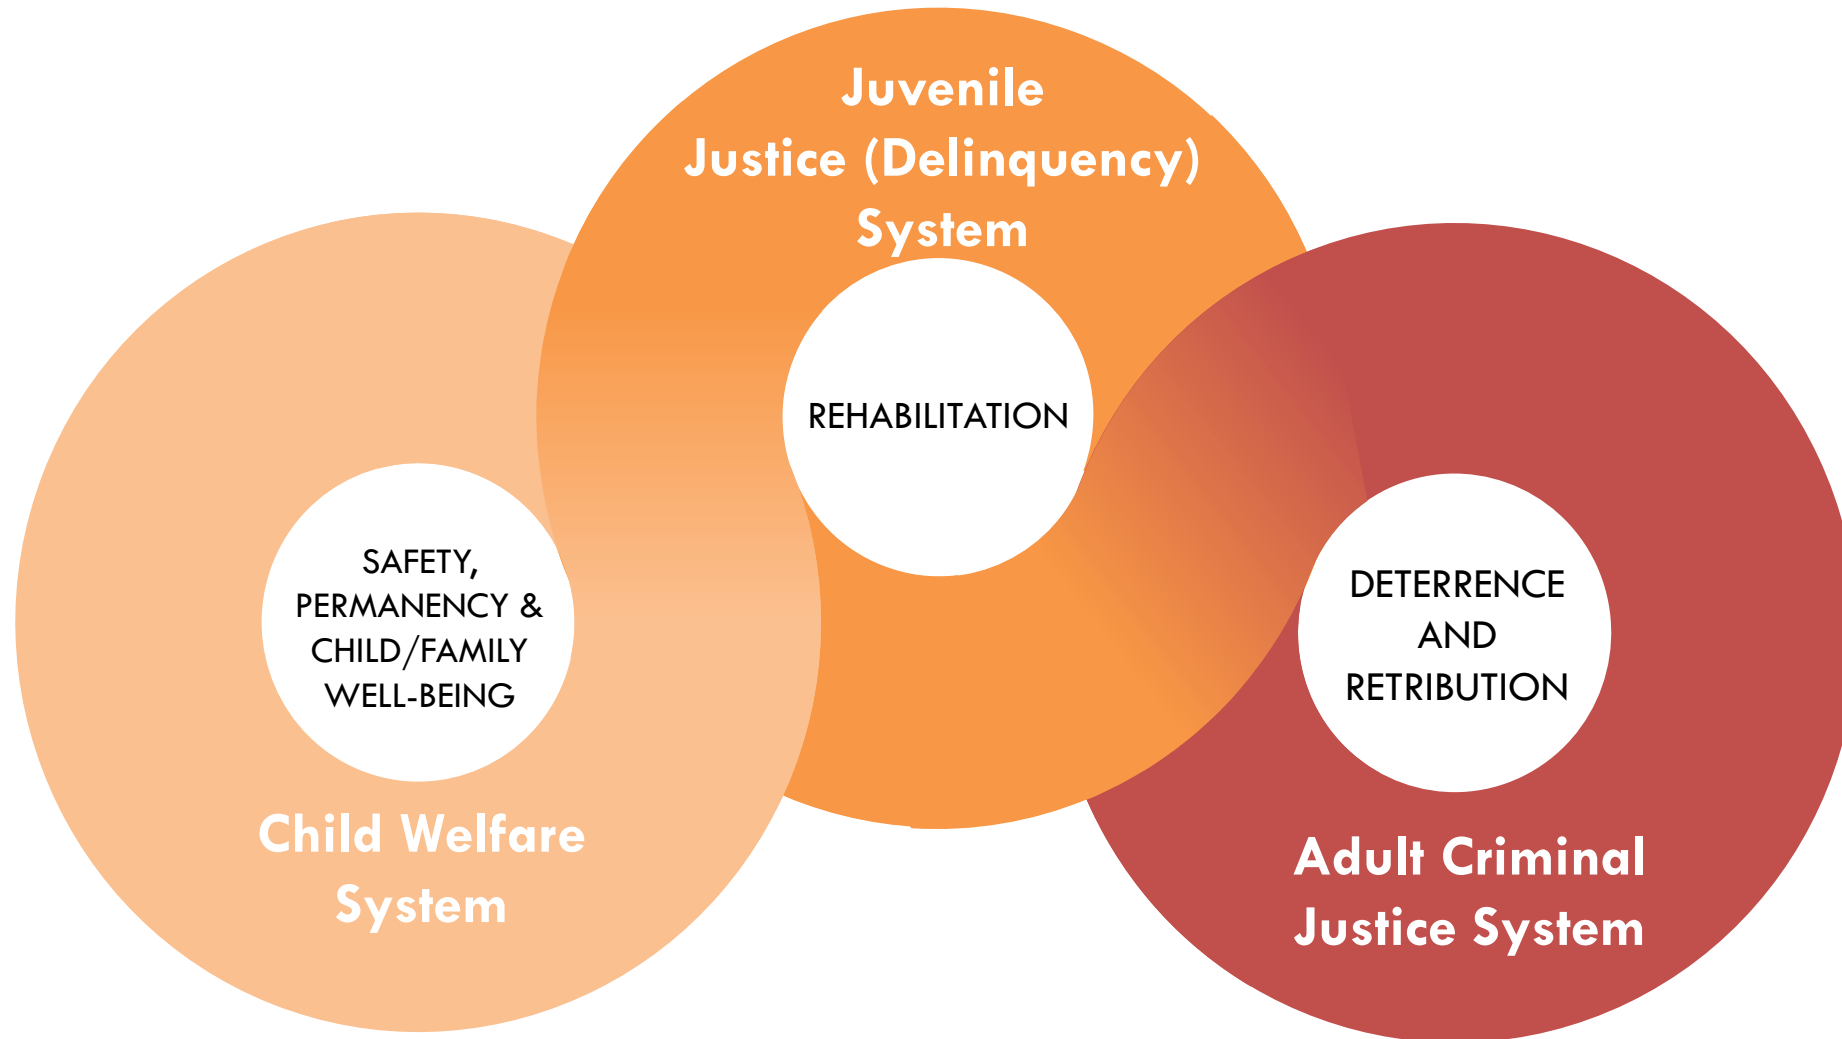 Juvenile
Justice (Delinquency)
System
REHABILITATION
SAFETY,
PERMANENCY &
CHILD/FAMILY
WELL-BEING
Child Welfare
System
DETERRENCE
AND
RETRIBUTION
Adult Criminal
Justice System